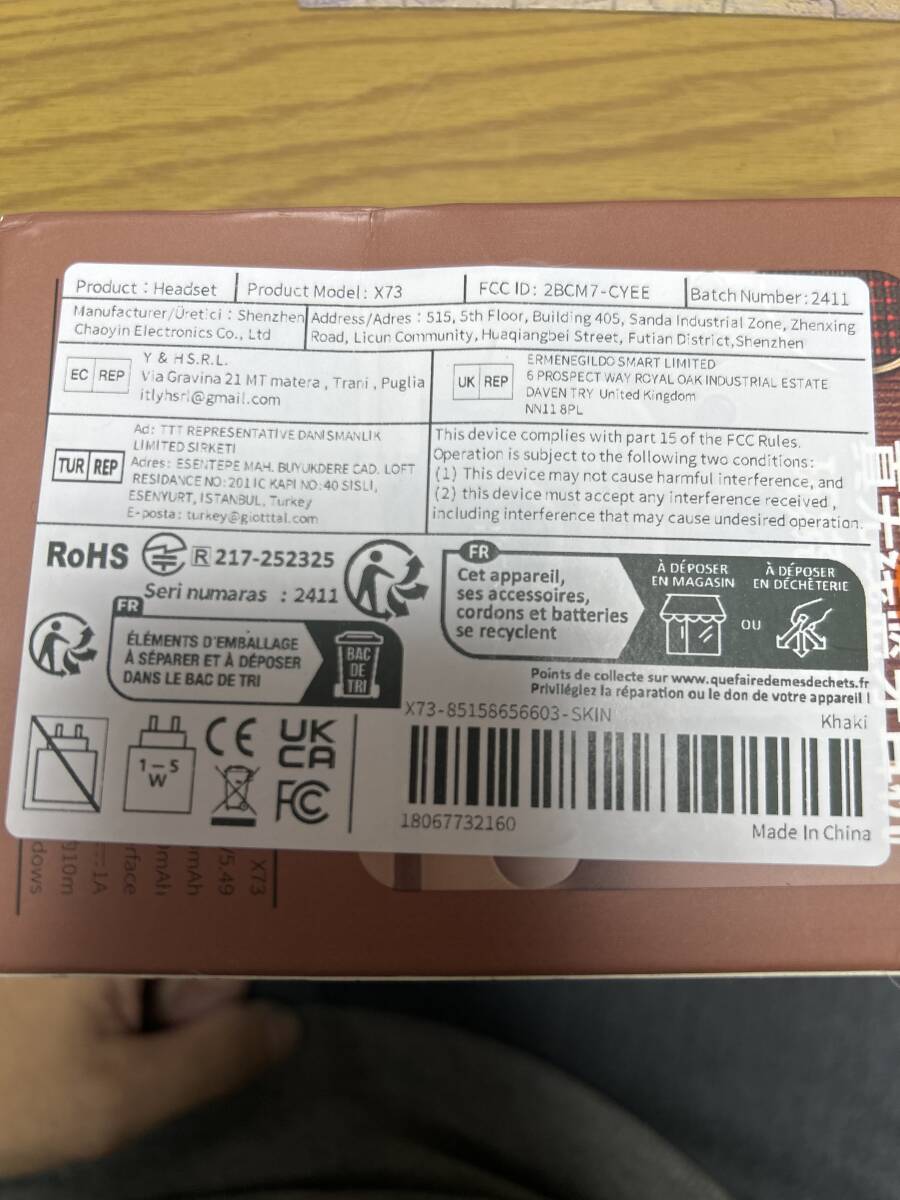 Product : Headset
Product Model: X73
FCC ID: 2BCM7-CYEE
Batch Number: 2411
Manufacturer/Üretici : Shenzhen
Chaoyin Electronics Co., Ltd
Address/Adres : 515, 5th Floor, Building 405, Sanda Industrial Zone, Zhenxing
Road, Licun Community, Huaqiangbei Street, Futian District,Shenzhen
EC REP
Y & H S.R.L.
Via Gravina 21 MT matera , Trani , Puglia
itlyhsrl@gmail.com
UK REP
ERMENEGILDO SMART LIMITED
6 PROSPECT WAY ROYAL OAK INDUSTRIAL ESTATE
DAVEN TRY United Kingdom
NN11 8PL
TUR REP
Ad: TTT REPRESENTATIVE DANISMANLIK
LIMITED SIRKETI
Adres: ESENTEPE MAH. BUYUKDERE CAD. LOFT
RESIDANCE NO: 201 IC KAPI NO: 40 SISLI,
ESENYURT, ISTANBUL, Turkey
E-posta: turkey@giotttal.com
This device complies with part 15 of the FCC Rules.
Operation is subject to the following two conditions:
(1) This device may not cause harmful interference, and
(2) this device must accept any interference received ,
including interference that may cause undesired operation.
RoHS
R 217-252325
Seri numaras : 2411
FR
ÉLÉMENTS D'EMBALLAGE
À SÉPARER ET À DÉPOSER
DANS LE BAC DE TRI
BAC
DE
TRI
FR
Cet appareil,
ses accessoires,
cordons et batteries
se recyclent
À DÉPOSER
EN MAGASIN
OU
À DÉPOSER
EN DÉCHÈTERIE
Points de collecte sur www.quefairedemesdechets.fr
Privilégiez la réparation ou le don de votre appareil !
1-5
W
CE
UK
CA
FC
X73-85158656603-SKIN
Khaki
18067732160
Made In China
X73
/5.49
mAh
mAh
⎓1A
rface
10m
dows